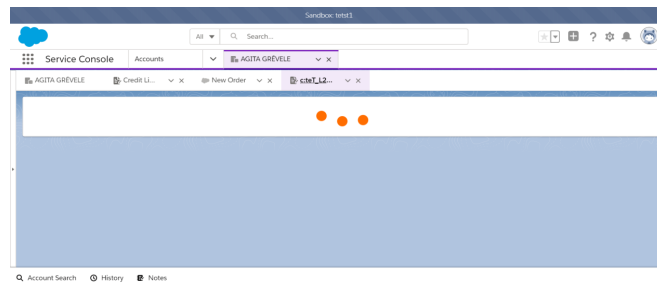 Sandbox: tetst1
All Search...
Service Console Accounts AGITA GRĒVELE
AGITA GRĒVELE Credit Li... New Order c:teT_L2...
Account Search History Notes